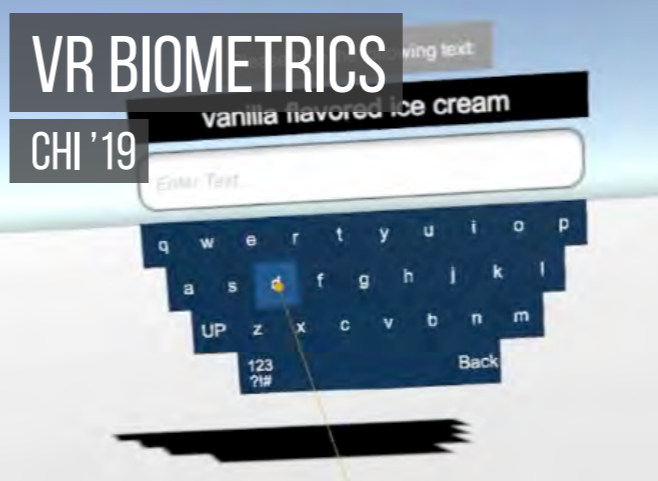 VR BIOMETRICS
wing text:
CHI '19
vanilla flavored ice cream
Enter Text...
q w e r t y u i o p
a s d f g h j k l
UP z x c v b n m
123 Back
?!#